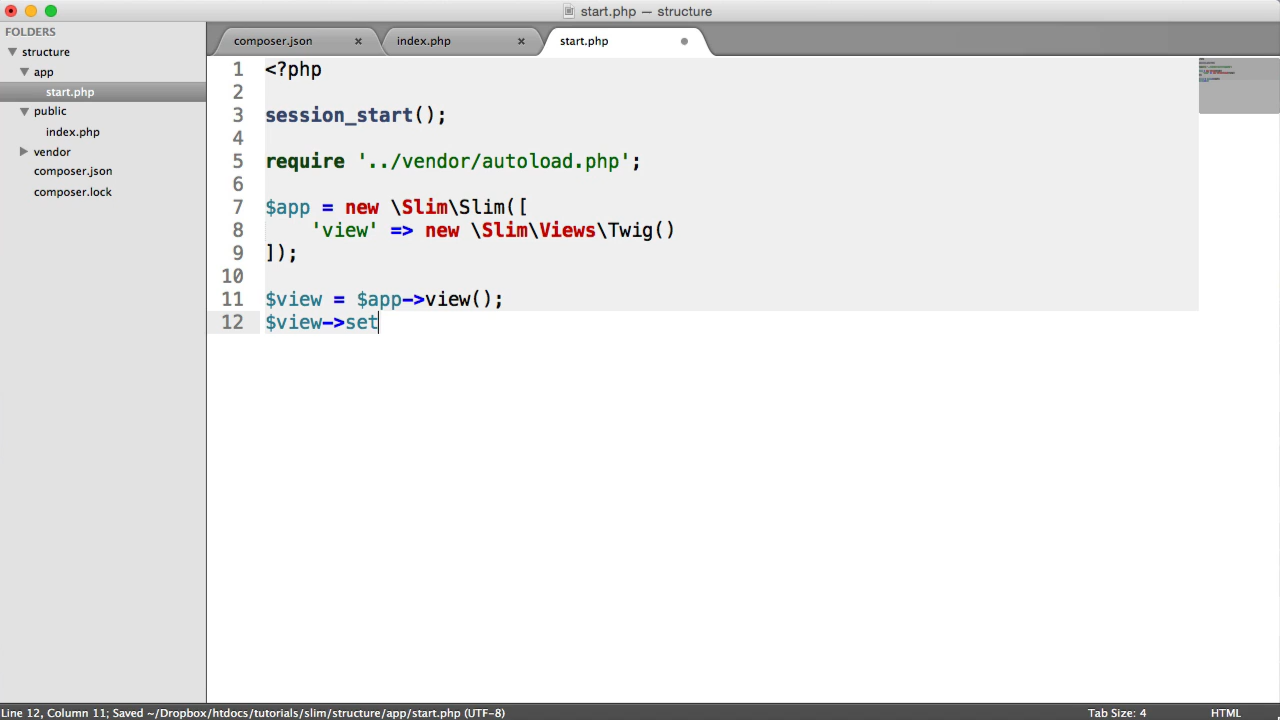 start.php — structure
FOLDERS
structure
app
start.php
public
index.php
vendor
composer.json
composer.lock
composer.json × index.php × start.php
1 <?php
2
3 session_start();
4
5 require '../vendor/autoload.php';
6
7 $app = new \Slim\Slim([
8 'view' => new \Slim\Views\Twig()
9 ]);
10
11 $view = $app->view();
12 $view->set
Line 12, Column 11; Saved ~/Dropbox/htdocs/tutorials/slim/structure/app/start.php (UTF-8) Tab Size: 4 HTML